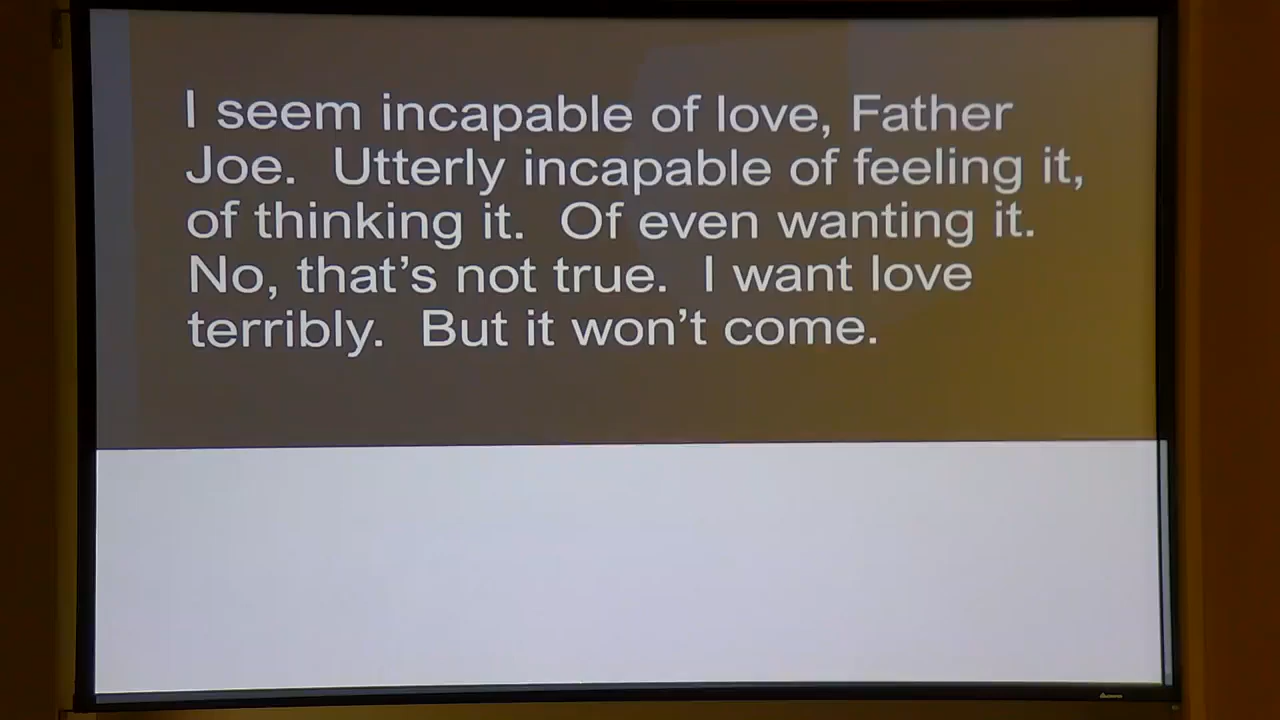 I seem incapable of love, Father
Joe.  Utterly incapable of feeling it,
of thinking it.  Of even wanting it.
No, that’s not true.  I want love
terribly.  But it won’t come.